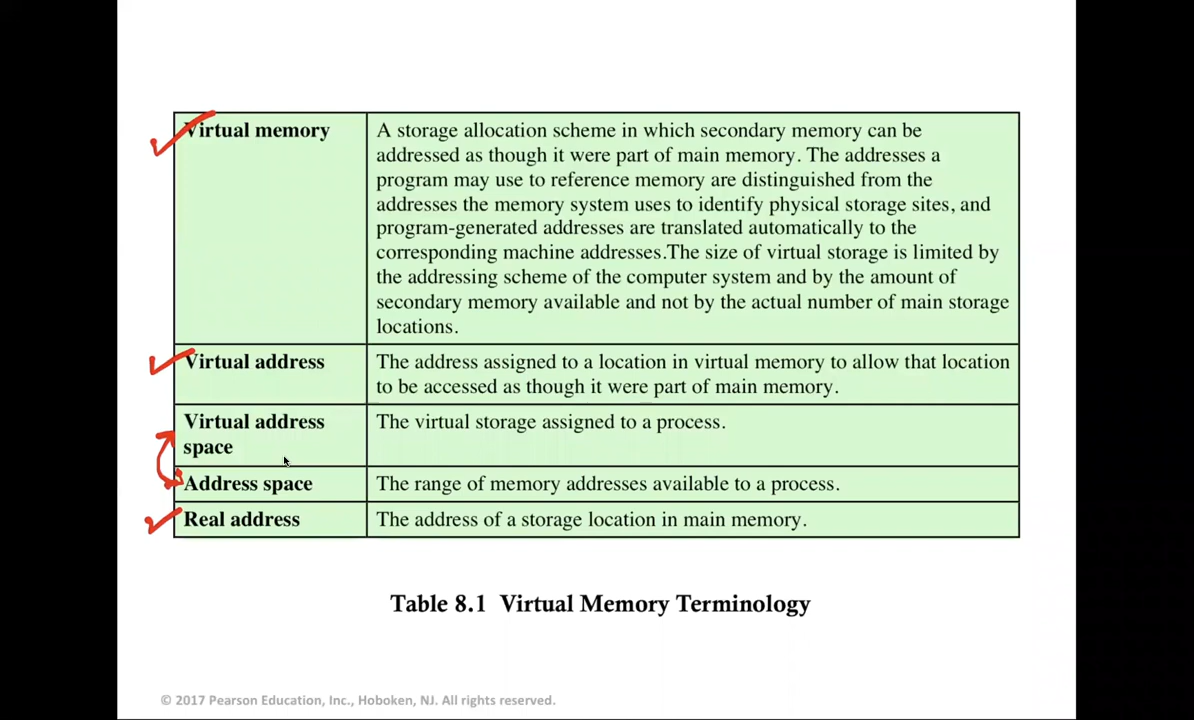 Virtual memory
A storage allocation scheme in which secondary memory can be
addressed as though it were part of main memory. The addresses a
program may use to reference memory are distinguished from the
addresses the memory system uses to identify physical storage sites, and
program-generated addresses are translated automatically to the
corresponding machine addresses.The size of virtual storage is limited by
the addressing scheme of the computer system and by the amount of
secondary memory available and not by the actual number of main storage
locations.
Virtual address
The address assigned to a location in virtual memory to allow that location
to be accessed as though it were part of main memory.
Virtual address
space
The virtual storage assigned to a process.
Address space
The range of memory addresses available to a process.
Real address
The address of a storage location in main memory.
Table 8.1 Virtual Memory Terminology
© 2017 Pearson Education, Inc., Hoboken, NJ. All rights reserved.